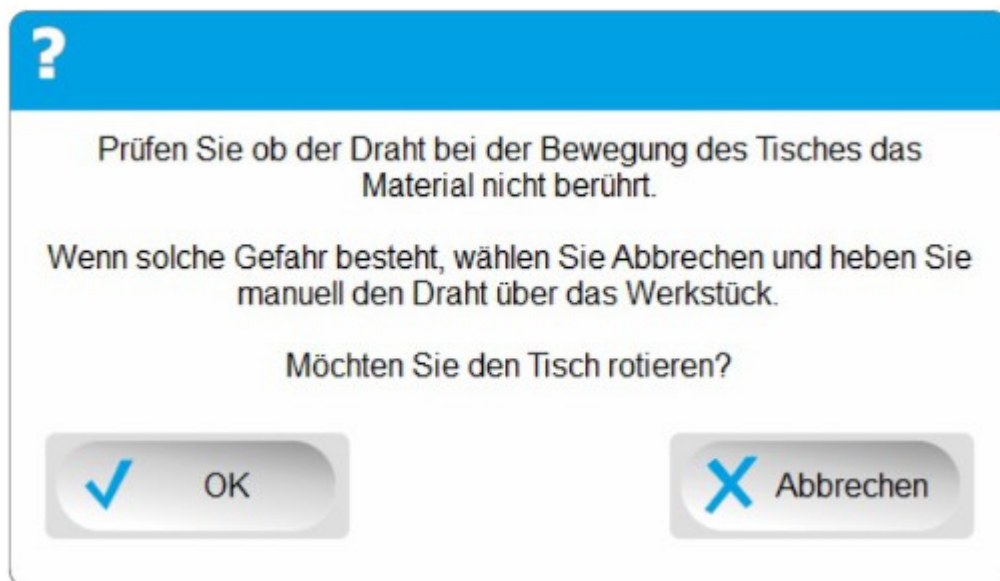 ?
Prüfen Sie ob der Draht bei der Bewegung des Tisches das
Material nicht berührt.
Wenn solche Gefahr besteht, wählen Sie Abbrechen und heben Sie
manuell den Draht über das Werkstück.
Möchten Sie den Tisch rotieren?
OK
Abbrechen